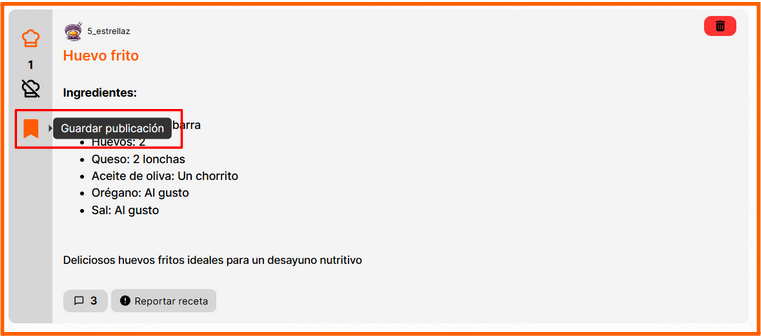 5_estrellaz
Huevo frito
1
Ingredientes:
Guardar publicación
barra
Huevos: 2
Queso: 2 lonchas
Aceite de oliva: Un chorrito
Orégano: Al gusto
Sal: Al gusto
Deliciosos huevos fritos ideales para un desayuno nutritivo
3 Reportar receta